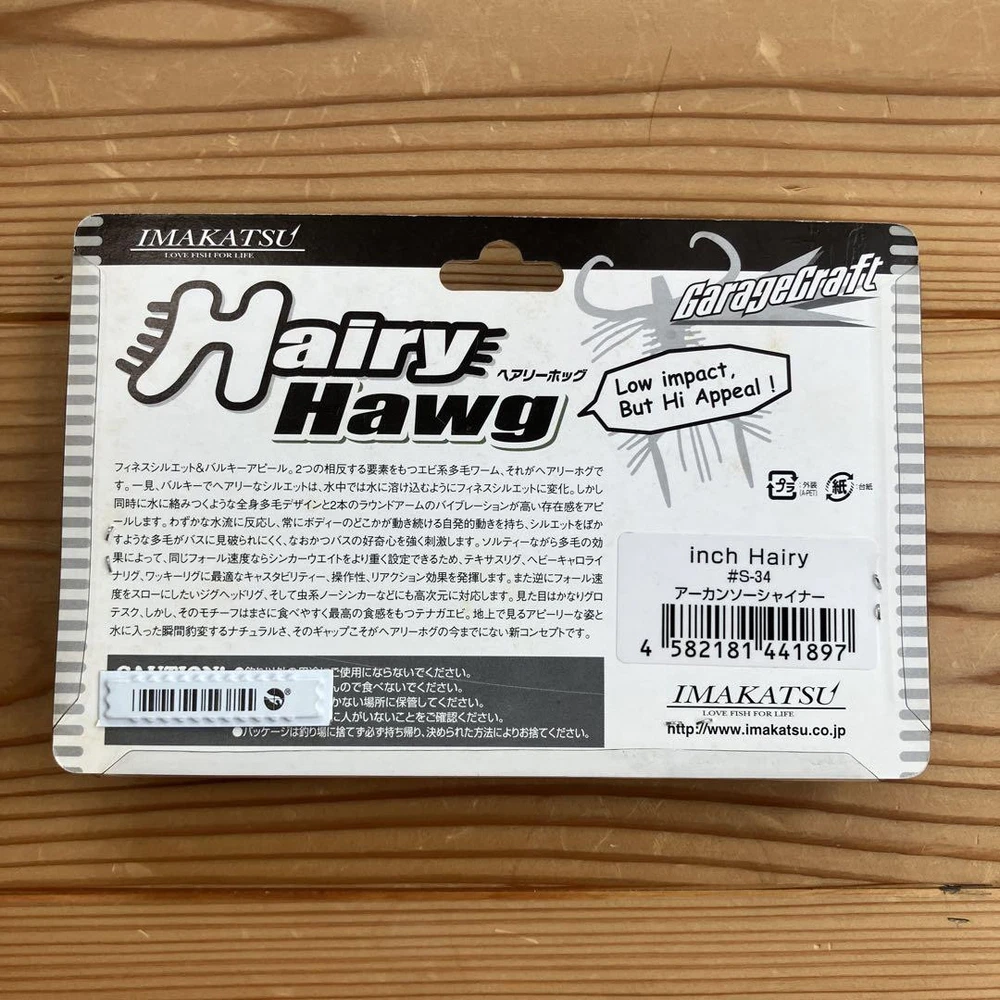 IMAKATSU
LOVE FISH FOR LIFE
GarageCraft
Hairy
ヘアリーホッグ
Hawg
Low impact,
But Hi Appeal !
フィネスシルエット&バルキーアピール。2つの相反する要素をもつエビ系多毛ワーム、それがヘアリーホグで
す。一見、バルキーでヘアリーなシルエットは、水中では水に溶け込むようにフィネスシルエットに変化。しかし
同時に水に絡みつくような全身多毛デザインと2本のラウンドアームのバイブレーションが高い存在感をアピ
ールします。わずかな水流に反応し、常にボディーのどこかが動き続ける自発的動きを持ち、シルエットをぼか
すような多毛がバスに見破られにくく、なおかつバスの好奇心を強く刺激します。ソルティーながら多毛の効
果によって、同じフォール速度ならシンカーウエイトをより重く設定できるため、テキサスリグ、ヘビーキャロライ
ナリグ、ワッキーリグに最適なキャスタビリティー、操作性、リアクション効果を発揮します。また逆にフォール速
度をスローにしたいジグヘッドリグ、そして虫系ノーシンカーなどにも高次元に対応します。見た目はかなりグロ
テスク、しかし、そのモチーフはまさに食べやすく最高の食感をもつテナガエビ。地上で見るアピーリーな姿と
水に入った瞬間豹変するナチュラルさ、そのギャップこそがヘアリーホグの今までにない新コンセプトです。
プラ
:外装
(A-PET)
紙
:台紙
inch Hairy
#S-34
アーカンソーシャイナー
4 582181 441897
CAUTION! ●釣り以外の用途にご使用にならないでください。
んので食べないでください。
かない場所に保管してください。
に人がいないことをご確認ください。
●パッケージは釣り場に捨てず必ず持ち帰り、決められた方法によりお捨てください。
IMAKATSU
LOVE FISH FOR LIFE
http://www.imakatsu.co.jp